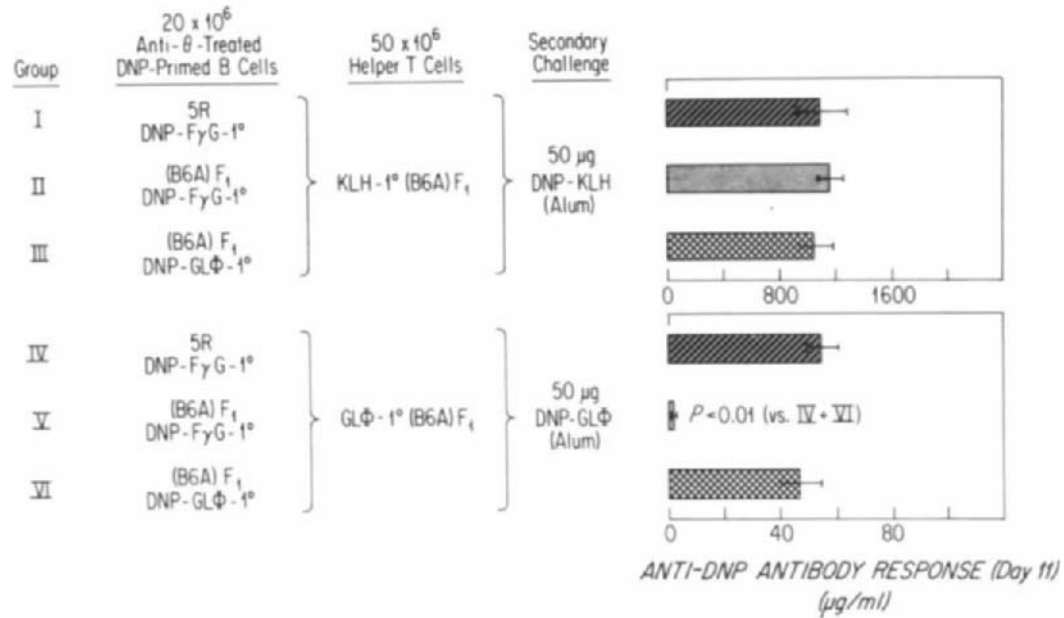 20 x 10⁶
Anti-θ-Treated
DNP-Primed B Cells
50 x 10⁶
Helper T Cells
Secondary
Challenge
Group
I
5R
DNP-FγG-1°
II
(B6A) F₁
DNP-FγG-1°
III
(B6A) F₁
DNP-GLΦ-1°
KLH-1° (B6A) F₁
50 µg
DNP-KLH
(Alum)
0 800 1600
IV
5R
DNP-FγG-1°
V
(B6A) F₁
DNP-FγG-1°
VI
(B6A) F₁
DNP-GLΦ-1°
GLΦ-1° (B6A) F₁
50 µg
DNP-GLΦ
(Alum)
P<0.01 (vs. IV + VI)
0 40 80
ANTI-DNP ANTIBODY RESPONSE (Day 11)
(µg/ml)